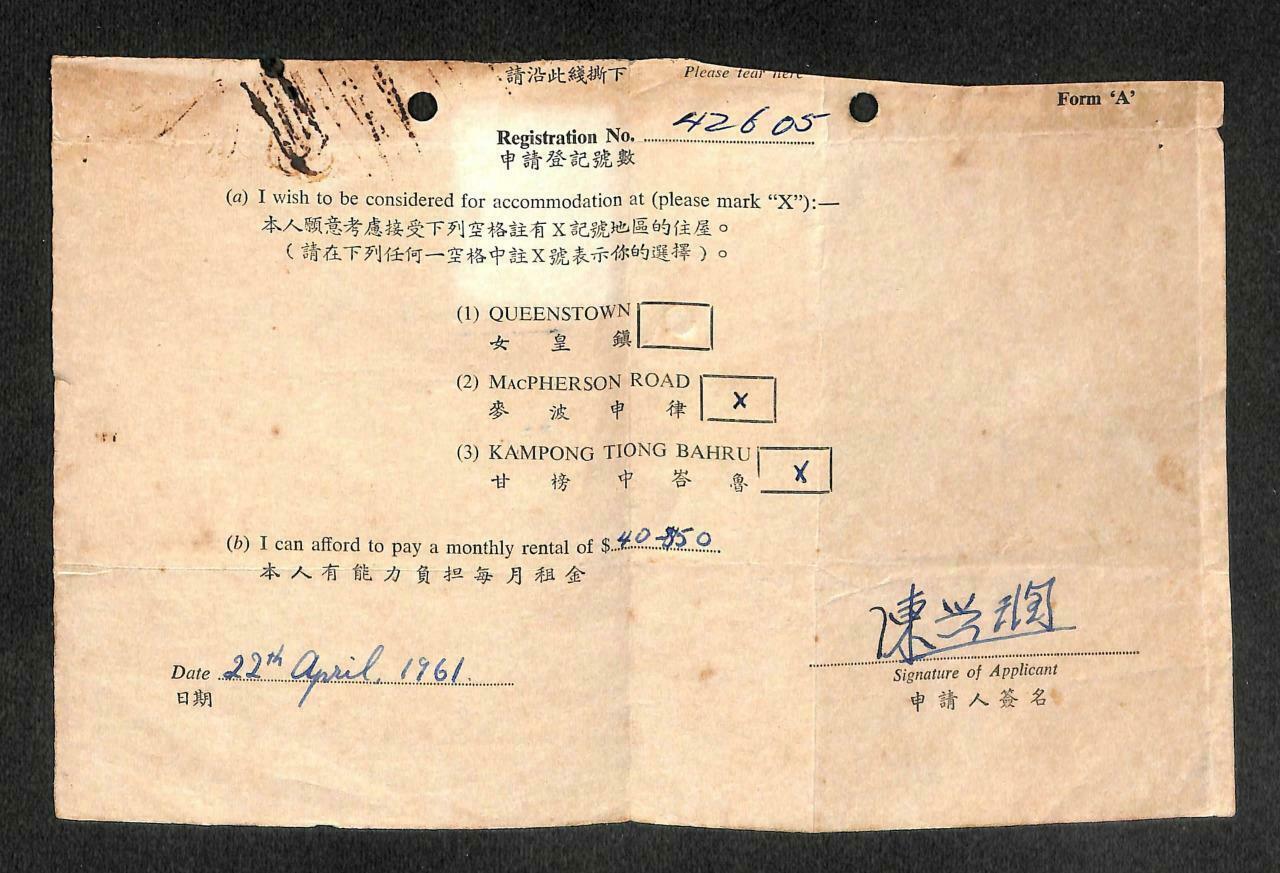 請沿此綫撕下 Please tear here
Form 'A'
Registration No. 42605
申請登記號數
(a) I wish to be considered for accommodation at (please mark "X"):—
本人願意考慮接受下列空格註有X記號地區的住屋。
（請在下列任何一空格中註X號表示你的選擇）。
(1) QUEENSTOWN
女皇鎮
(2) MACPHERSON ROAD X
麥波申律
(3) KAMPONG TIONG BAHRU X
甘榜中峇魯
(b) I can afford to pay a monthly rental of $ 40-$50
本人有能力負担每月租金
陳兴润
Date 22th April, 1961.
Signature of Applicant
日期
申請人簽名